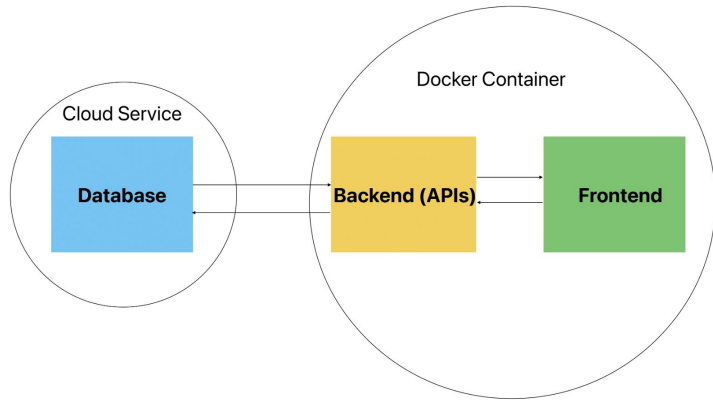 Docker Container
Cloud Service
Database
Backend (APIs)
Frontend